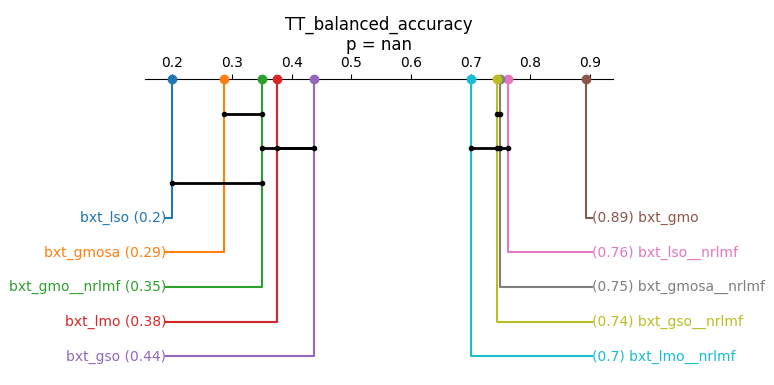 TT_balanced_accuracy
p = nan
0.2 0.3 0.4 0.5 0.6 0.7 0.8 0.9
bxt_lso (0.2) (0.89) bxt_gmo
bxt_gmosa (0.29) (0.76) bxt_lso__nrlmf
bxt_gmo__nrlmf (0.35) (0.75) bxt_gmosa__nrlmf
bxt_lmo (0.38) (0.74) bxt_gso__nrlmf
bxt_gso (0.44) (0.7) bxt_lmo__nrlmf